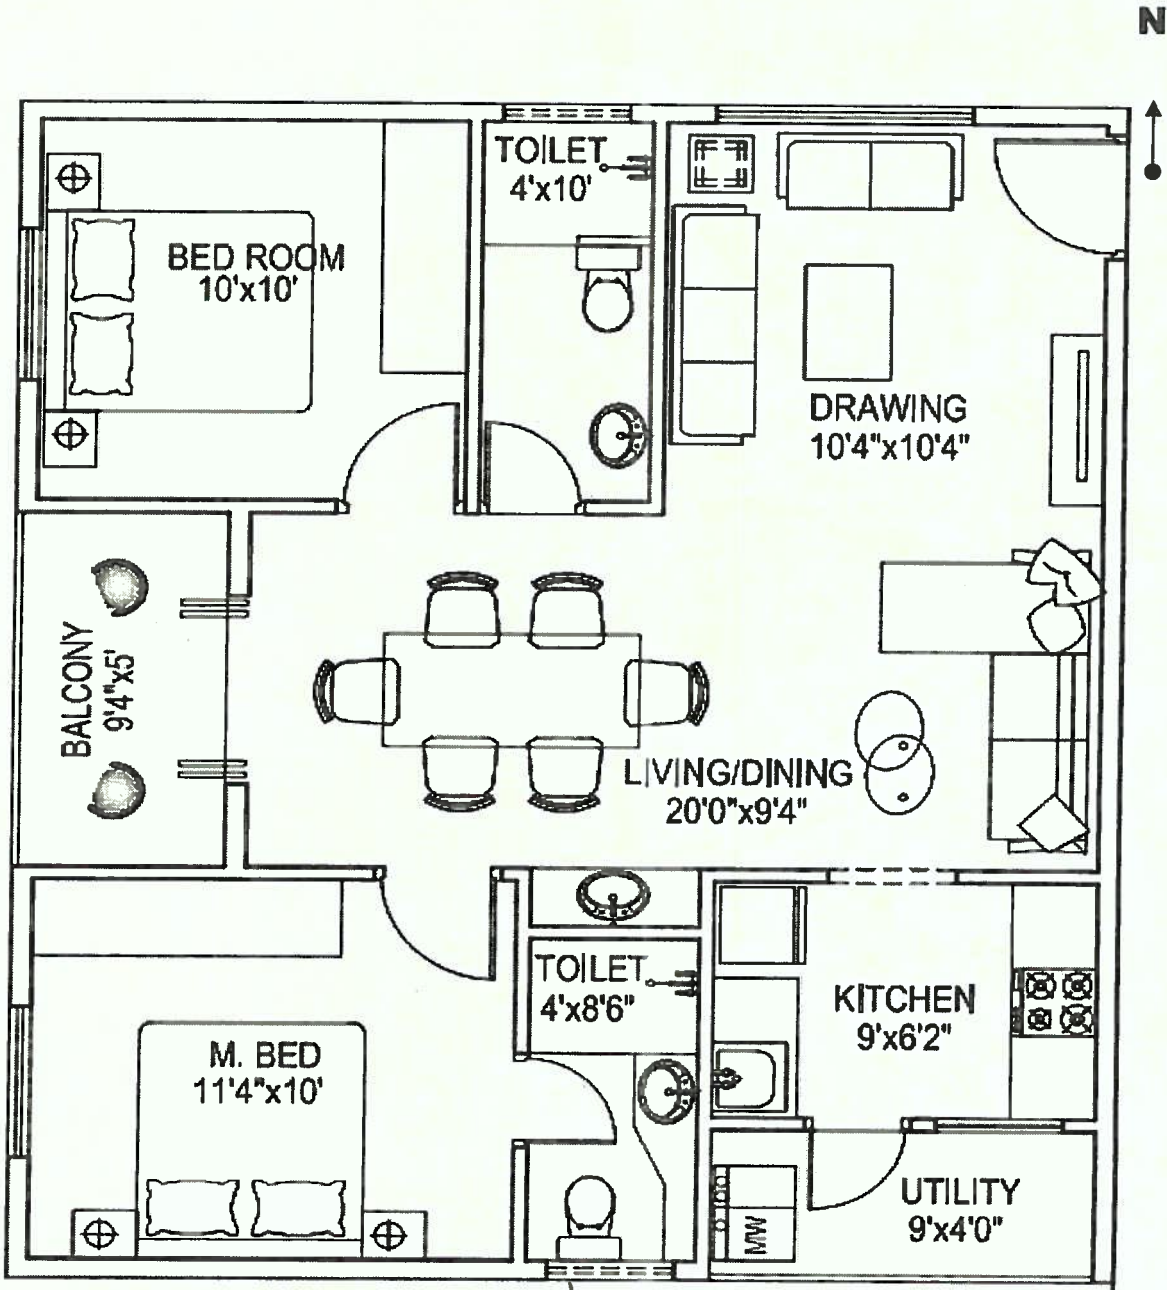 N
TOILET
4'x10'
BED ROOM
10'x10'
DRAWING
10'4"x10'4"
BALCONY
9'4"x5'
LIVING/DINING
20'0"x9'4"
TOILET
4'x8'6"
KITCHEN
9'x6'2"
M. BED
11'4"x10'
UTILITY
9'x4'0"
MW